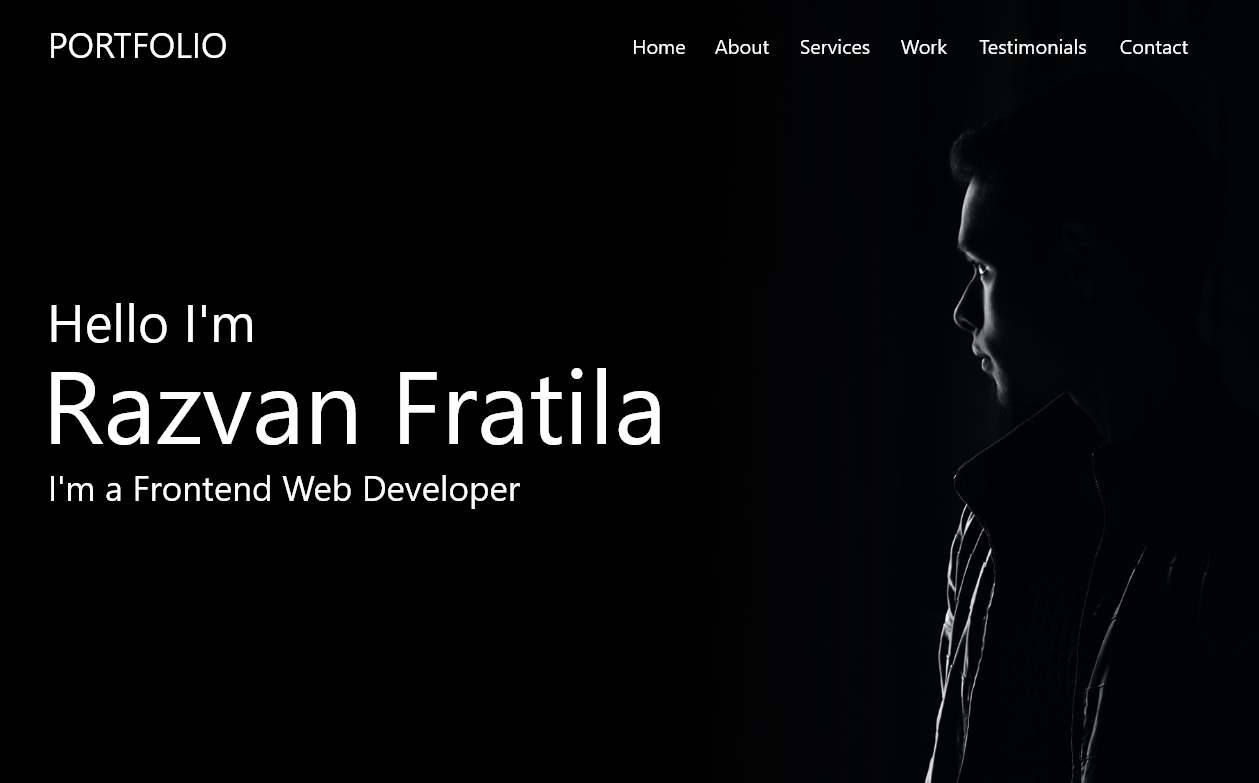 PORTFOLIO
Home About Services Work Testimonials Contact
Hello I'm
Razvan Fratila
I'm a Frontend Web Developer